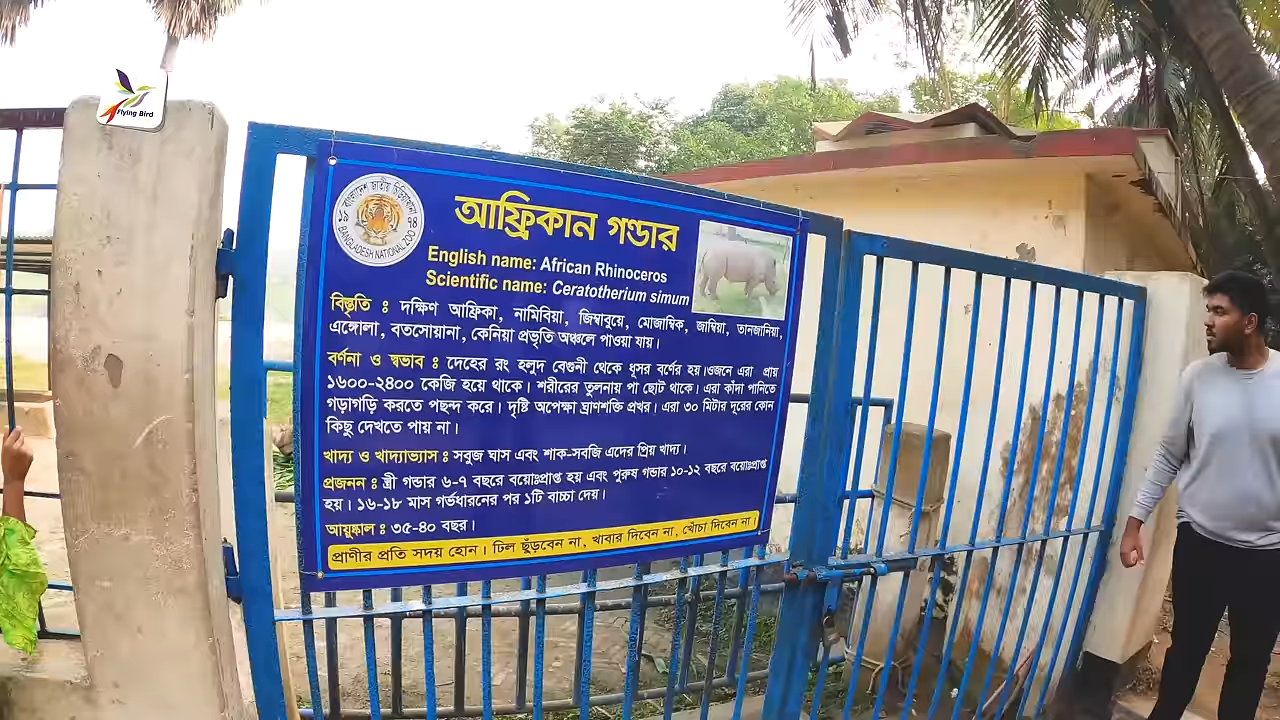 Flying Bird
বাংলাদেশ জাতীয় চিড়িয়াখানা
১৯ ৭৪
BANGLADESH NATIONAL ZOO
আফ্রিকান গণ্ডার
English name: African Rhinoceros
Scientific name: Ceratotherium simum
বিস্তৃতি : দক্ষিণ আফ্রিকা, নামিবিয়া, জিম্বাবুয়ে, মোজাম্বিক, জাম্বিয়া, তানজানিয়া,
এঙ্গোলা, বতসোয়ানা, কেনিয়া প্রভৃতি অঞ্চলে পাওয়া যায়।
বর্ণনা ও স্বভাব : দেহের রং হলুদ বেগুনী থেকে ধূসর বর্ণের হয়।ওজনে এরা প্রায়
১৬০০-২৪০০ কেজি হয়ে থাকে। শরীরের তুলনায় পা ছোট থাকে। এরা কাঁদা পানিতে
গড়াগড়ি করতে পছন্দ করে। দৃষ্টি অপেক্ষা ঘ্রাণশক্তি প্রখর। এরা ৩০ মিটার দূরের কোন
কিছু দেখতে পায় না।
খাদ্য ও খাদ্যাভ্যাস : সবুজ ঘাস এবং শাক-সবজি এদের প্রিয় খাদ্য।
প্রজনন : স্ত্রী গন্ডার ৬-৭ বছরে বয়োঃপ্রাপ্ত হয় এবং পুরুষ গন্ডার ১০-১২ বছরে বয়োঃপ্রাপ্ত
হয়। ১৬-১৮ মাস গর্ভধারনের পর ১টি বাচ্চা দেয়।
আয়ুষ্কাল : ৩৫-৪০ বছর।
প্রাণীর প্রতি সদয় হোন। ঢিল ছুঁড়বেন না, খাবার দিবেন না, খোঁচা দিবেন না।